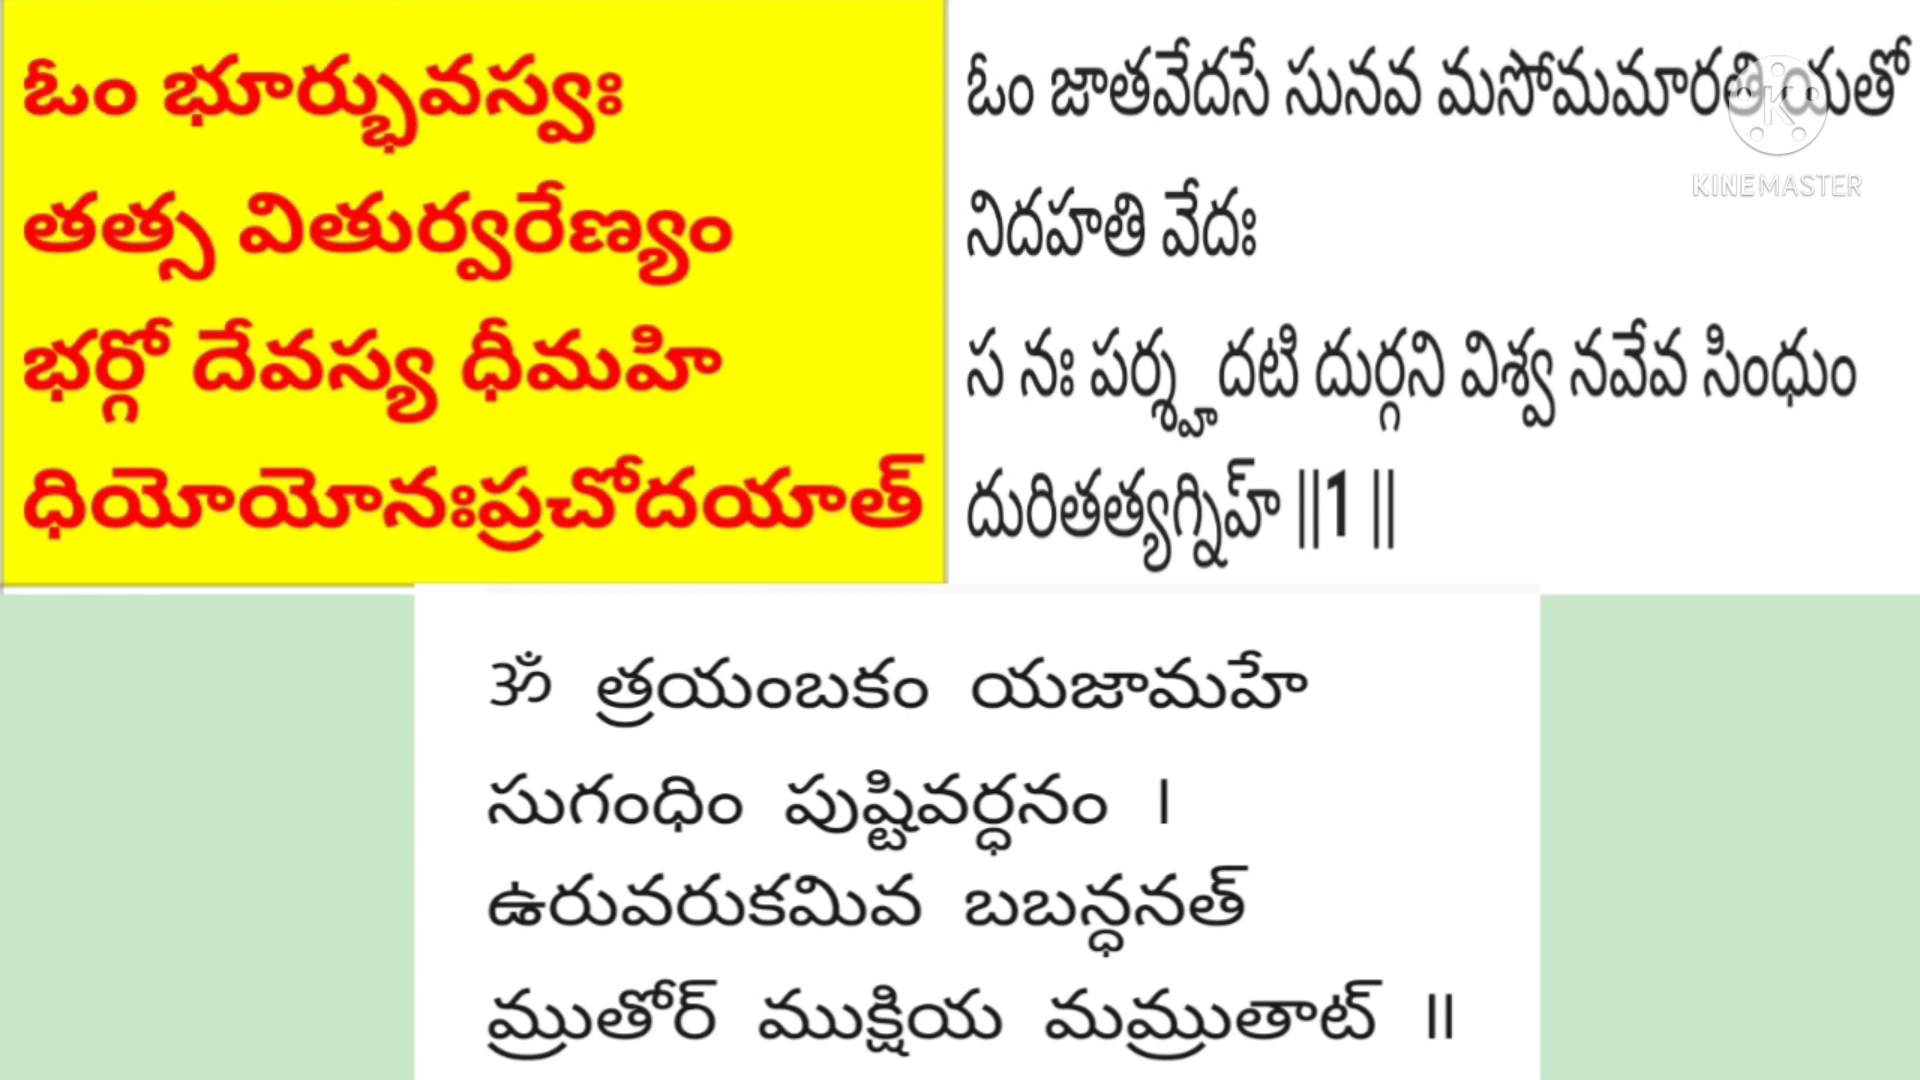 ఓం భూర్భువస్వః
తత్స వితుర్వరేణ్యం
భర్గో దేవస్య ధీమహి
ధియోయోనఃప్రచోదయాత్
ఓం జాతవేదసే సునవ మసోమమారతి యతో
నిదహతి వేదః
స నః పర్శ్హ దటి దుర్గని విశ్వ నవేవ సింధుం
దురితత్యగ్నిహ్ ||1 ||
KINEMASTER
ॐ త్రయంబకం యజామహే
సుగంధిం పుష్టివర్ధనం ।
ఉరువరుకమివ బబన్ధనత్
మ్రుతోర్ ముక్షియ మమ్రుతాట్ ॥